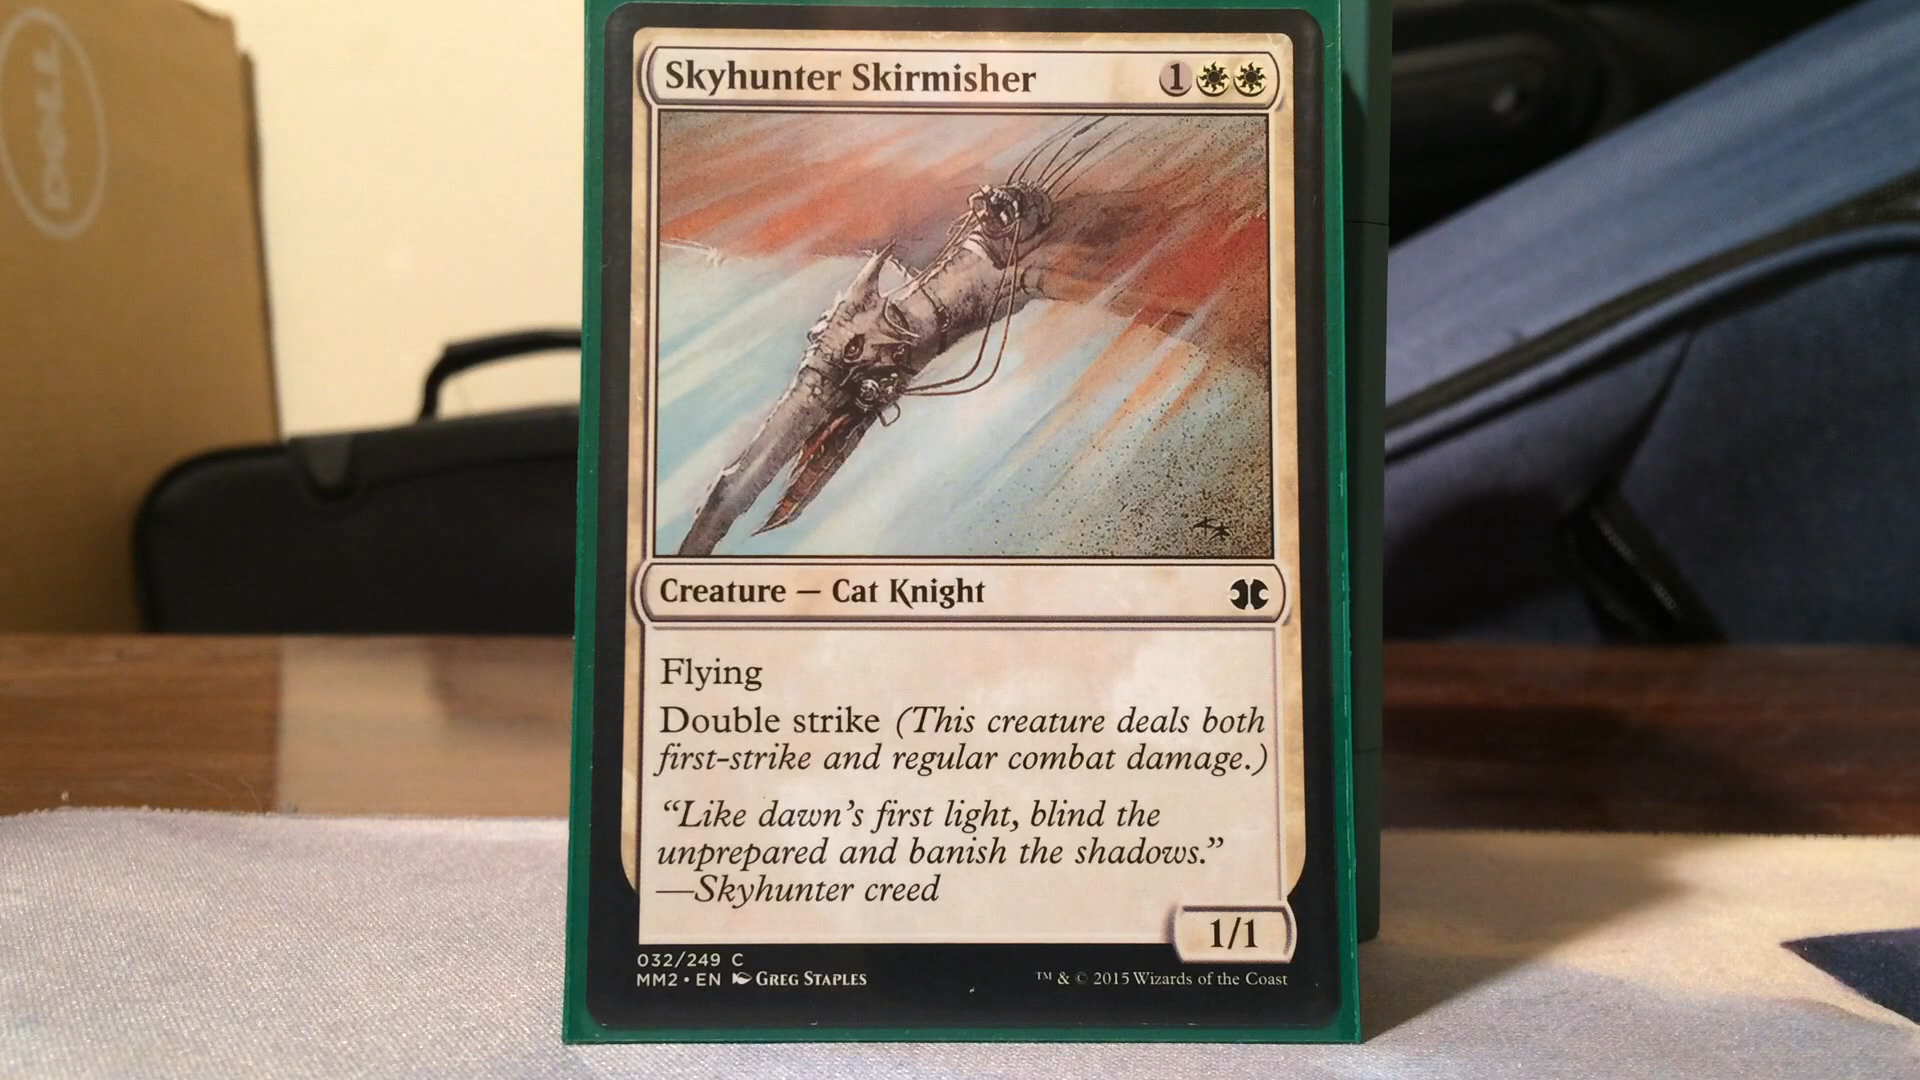 DELL
Skyhunter Skirmisher 1
Creature — Cat Knight
Flying
Double strike (This creature deals both
first-strike and regular combat damage.)
“Like dawn’s first light, blind the
unprepared and banish the shadows.”
—Skyhunter creed
1/1
032/249 C
MM2 • EN GREG STAPLES
™ & © 2015 Wizards of the Coast